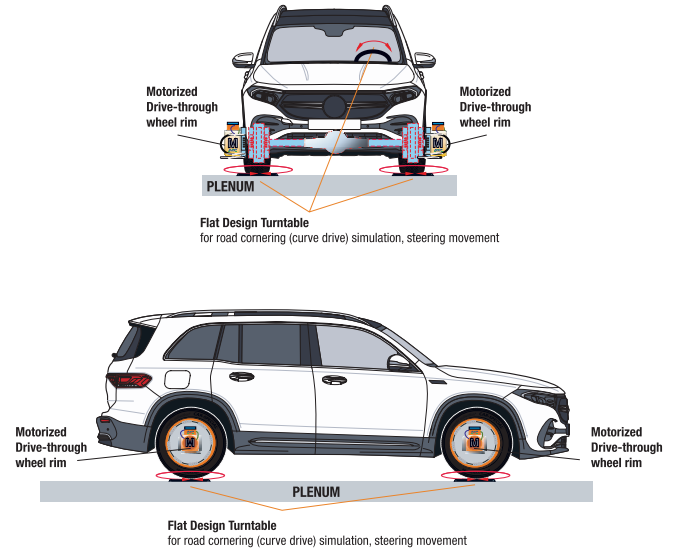 Motorized
Drive-through
wheel rim
Motorized
Drive-through
wheel rim
M
M
PLENUM
Flat Design Turntable
for road cornering (curve drive) simulation, steering movement
Motorized
Drive-through
wheel rim
M
M
Motorized
Drive-through
wheel rim
PLENUM
Flat Design Turntable
for road cornering (curve drive) simulation, steering movement